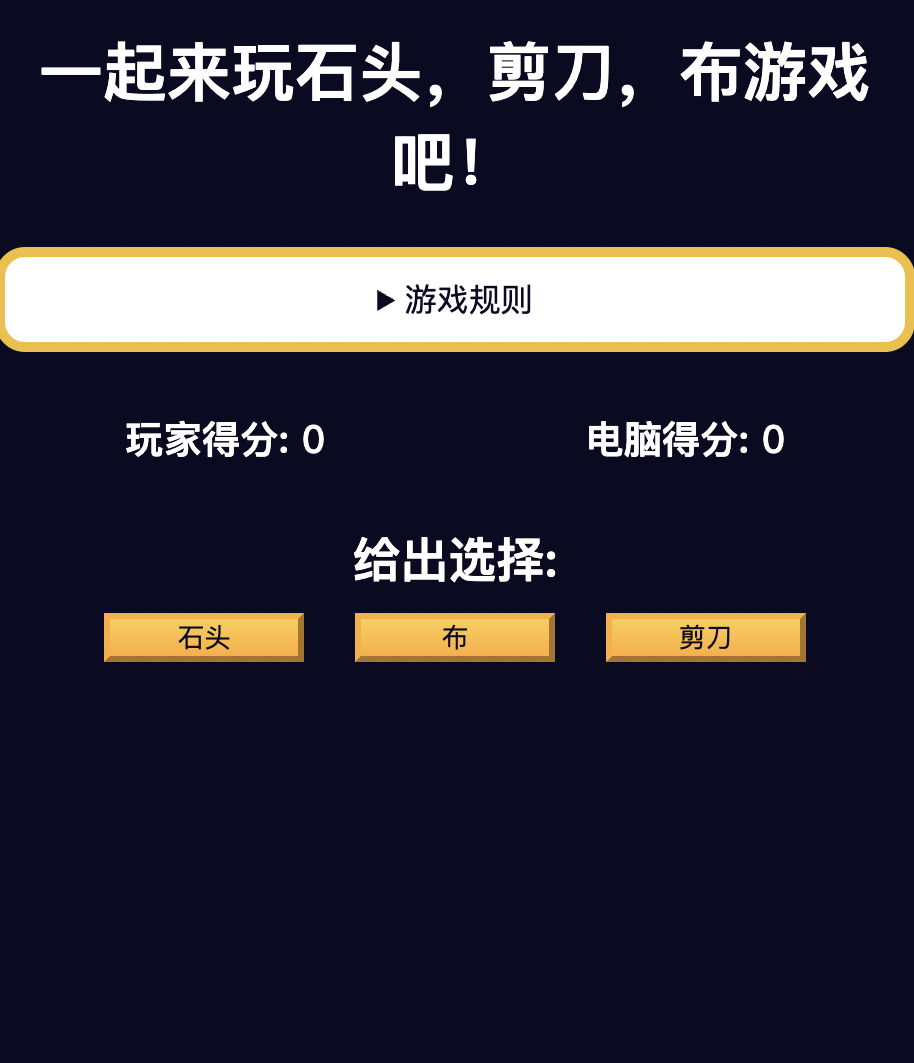 一起来玩石头，剪刀，布游戏
吧！
▶ 游戏规则
玩家得分: 0
电脑得分: 0
给出选择:
石头
布
剪刀